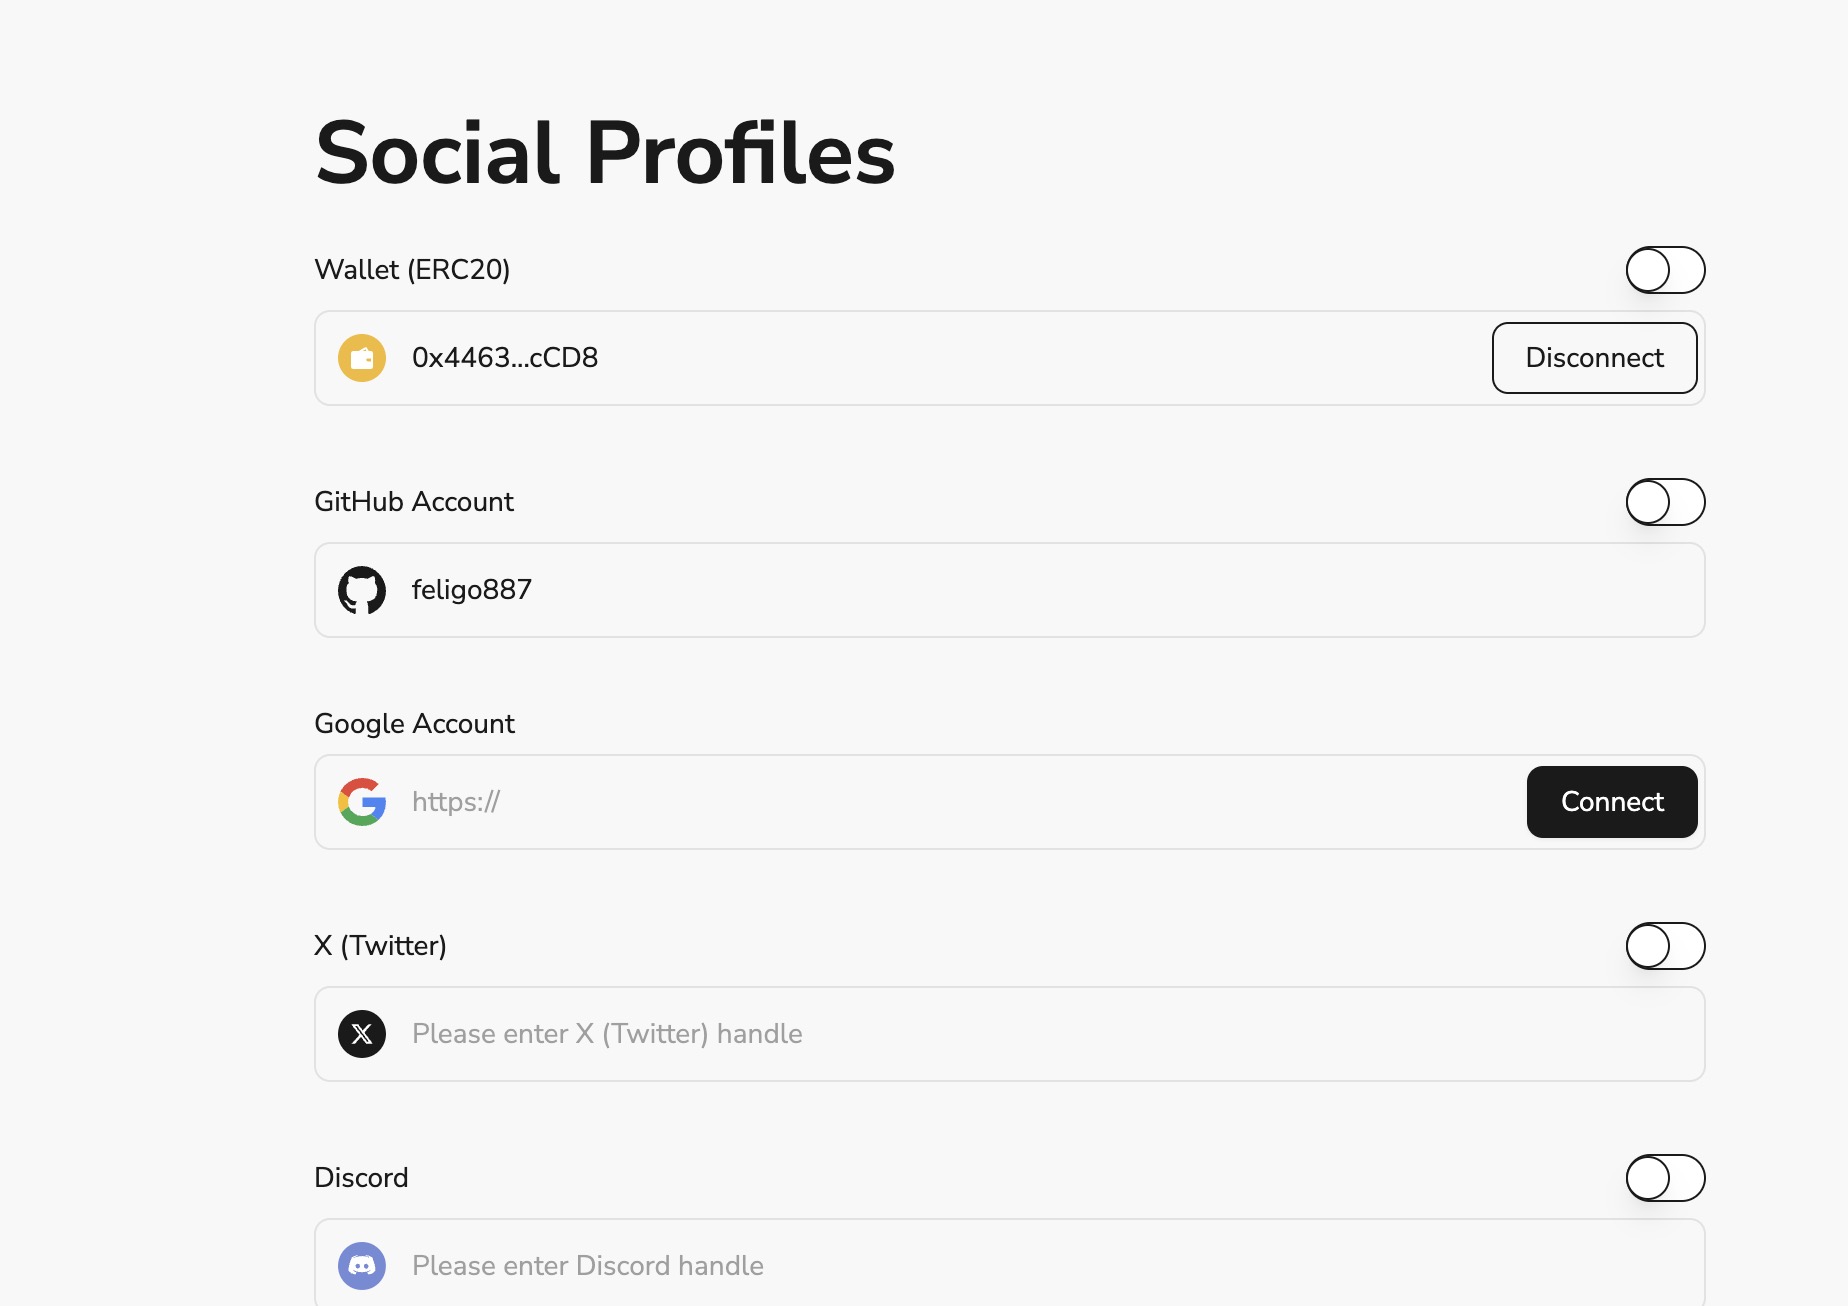 Social Profiles
Wallet (ERC20)
0x4463...cCD8
Disconnect
GitHub Account
feligo887
Google Account
https://
Connect
X (Twitter)
Please enter X (Twitter) handle
Discord
Please enter Discord handle